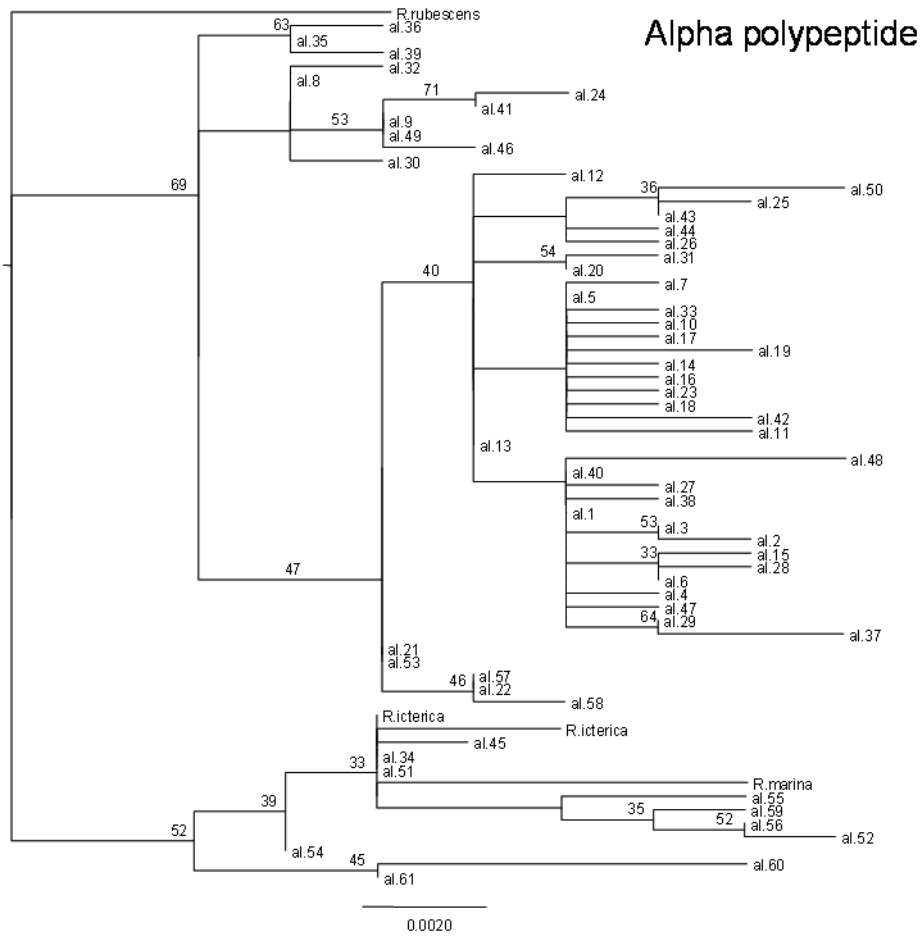 R.rubescens
Alpha polypeptide
63
al.36
al.35
al.39
al.32
al.8
71
al.24
al.41
53
al.9
al.49
al.46
al.30
69
al.12
36
al.50
al.25
al.43
al.44
al.26
54
al.31
40
al.20
al.7
al.5
al.33
al.10
al.17
al.19
al.14
al.16
al.23
al.18
al.42
al.11
al.13
al.48
al.40
al.27
al.38
al.1
53
al.3
al.2
33
al.15
al.28
47
al.6
al.4
al.47
64
al.29
al.37
al.21
al.53
46
al.57
al.22
al.58
R.icterica
R.icterica
al.45
33
al.34
al.51
R.marina
39
al.55
35
al.59
52
al.56
52
al.52
al.54
45
al.60
al.61
0.0020